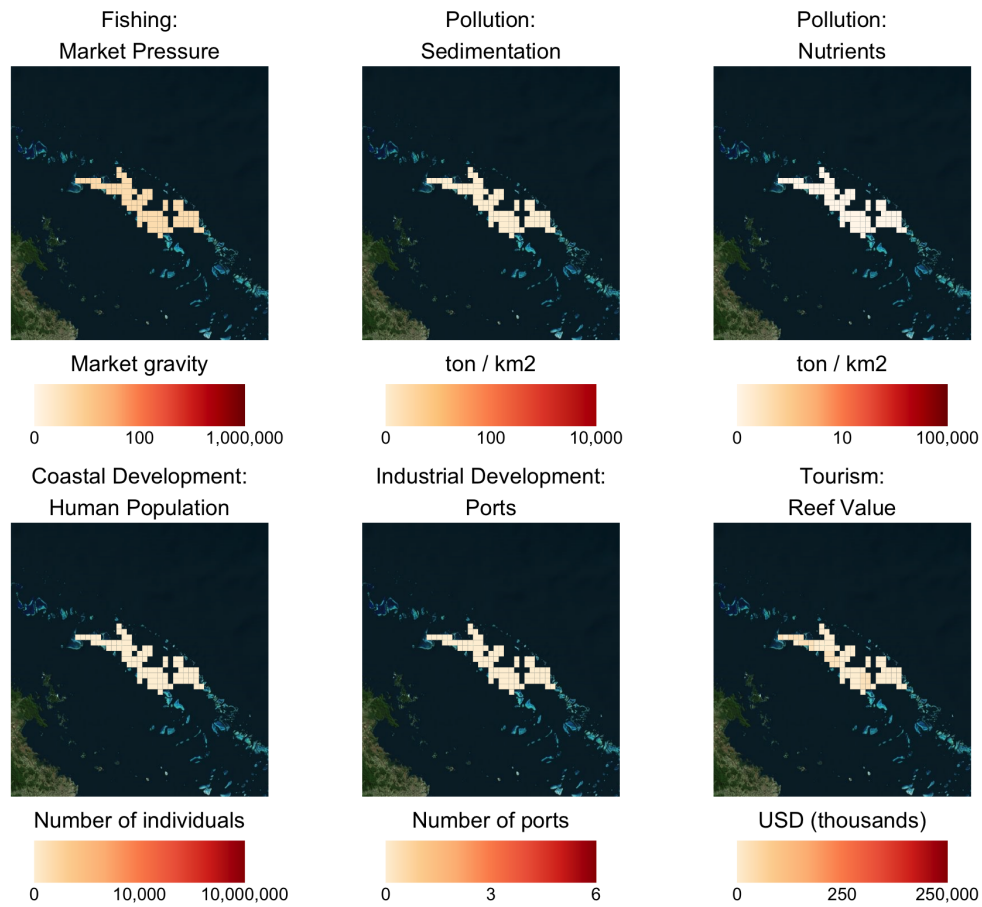 Fishing:
Market Pressure
Pollution:
Sedimentation
Pollution:
Nutrients
Market gravity
0 100 1,000,000
ton / km2
0 100 10,000
ton / km2
0 10 100,000
Coastal Development:
Human Population
Industrial Development:
Ports
Tourism:
Reef Value
Number of individuals
0 10,000 10,000,000
Number of ports
0 3 6
USD (thousands)
0 250 250,000